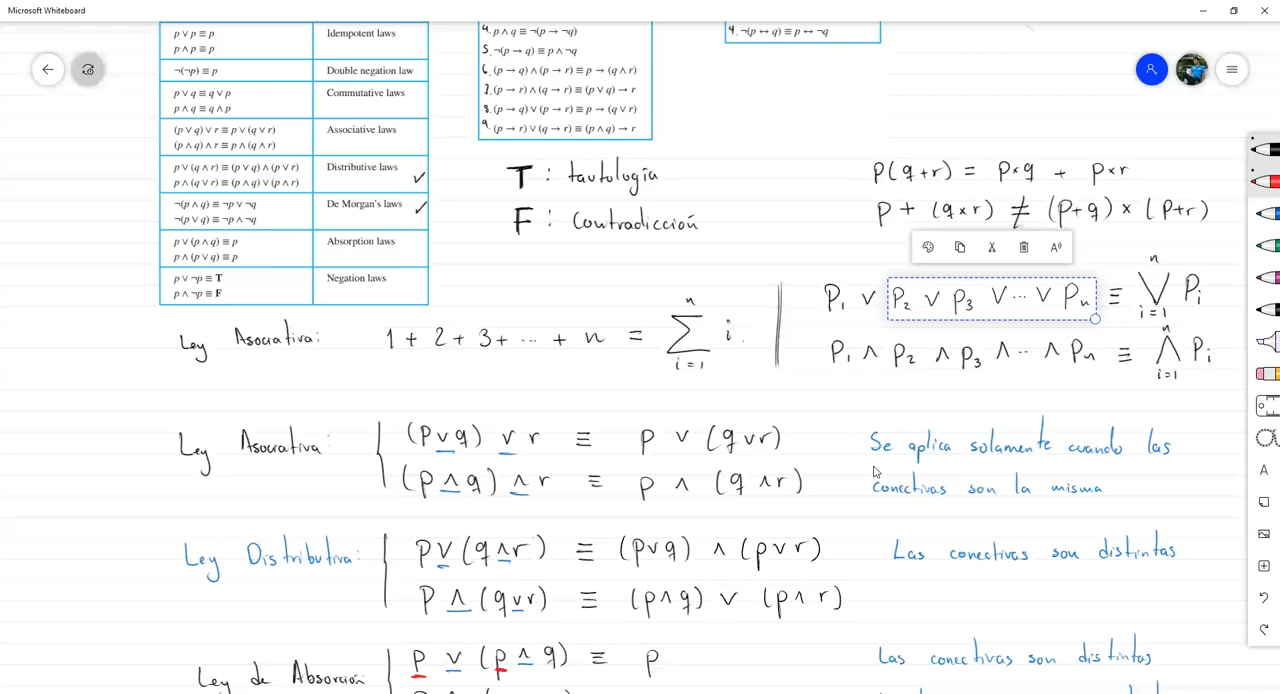 Microsoft Whiteboard
p ∨ p ≡ p
p ∧ p ≡ p
Idempotent laws
¬(¬p) ≡ p
Double negation law
p ∨ q ≡ q ∨ p
p ∧ q ≡ q ∧ p
Commutative laws
(p ∨ q) ∨ r ≡ p ∨ (q ∨ r)
(p ∧ q) ∧ r ≡ p ∧ (q ∧ r)
Associative laws
p ∨ (q ∧ r) ≡ (p ∨ q) ∧ (p ∨ r)
p ∧ (q ∨ r) ≡ (p ∧ q) ∨ (p ∧ r)
Distributive laws ✓
¬(p ∧ q) ≡ ¬p ∨ ¬q
¬(p ∨ q) ≡ ¬p ∧ ¬q
De Morgan's laws ✓
p ∨ (p ∧ q) ≡ p
p ∧ (p ∨ q) ≡ p
Absorption laws
p ∨ ¬p ≡ T
p ∧ ¬p ≡ F
Negation laws
4. p ∧ q ≡ ¬(p → ¬q)
5. ¬(p → q) ≡ p ∧ ¬q
6. (p → q) ∧ (p → r) ≡ p → (q ∧ r)
7. (p → r) ∧ (q → r) ≡ (p ∨ q) → r
8. (p → q) ∨ (p → r) ≡ p → (q ∨ r)
9. (p → r) ∨ (q → r) ≡ (p ∧ q) → r
4. ¬(p ↔ q) ≡ p ↔ ¬q
T : tautología
F : Contradicción
p(q+r) = p×q + p×r
p + (q×r) ≠ (p+q) × (p+r)
P₁ ∨ P₂ ∨ P₃ ∨ ··· ∨ Pₙ ≡ ⋁ᵢ₌₁ⁿ Pᵢ
P₁ ∧ P₂ ∧ P₃ ∧ ··· ∧ Pₙ ≡ ⋀ᵢ₌₁ⁿ Pᵢ
Ley Asociativa: 1 + 2 + 3 + ··· + n = ∑ᵢ₌₁ⁿ i.
Ley Asociativa: (p∨q) ∨ r ≡ p ∨ (q∨r) Se aplica solamente cuando las
(p∧q) ∧ r ≡ p ∧ (q∧r) conectivas son la misma
Ley Distributiva: p∨(q∧r) ≡ (p∨q) ∧ (p∨r) Las conectivas son distintas
p∧(q∨r) ≡ (p∧q) ∨ (p∧r)
Ley de Absorción p ∨ (p∧q) ≡ p Las conectivas son distintas